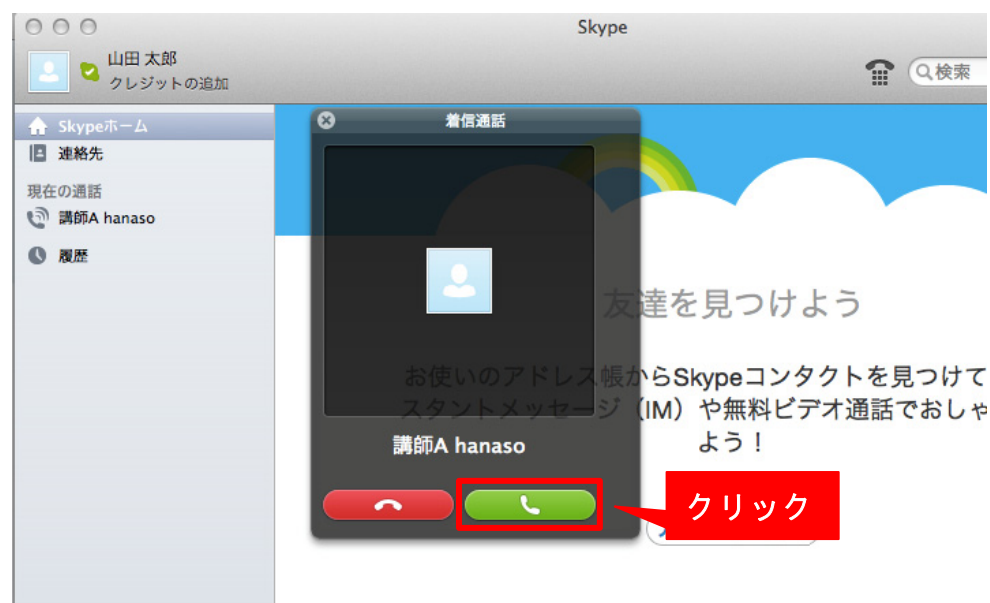 Skype
山田 太郎
クレジットの追加
検索
Skypeホーム
連絡先
現在の通話
講師A hanaso
履歴
着信通話
友達を見つけよう
お使いのアドレス帳からSkypeコンタクトを見つけて
スタントメッセージ（IM）や無料ビデオ通話でおしゃ
よう！
講師A hanaso
クリック